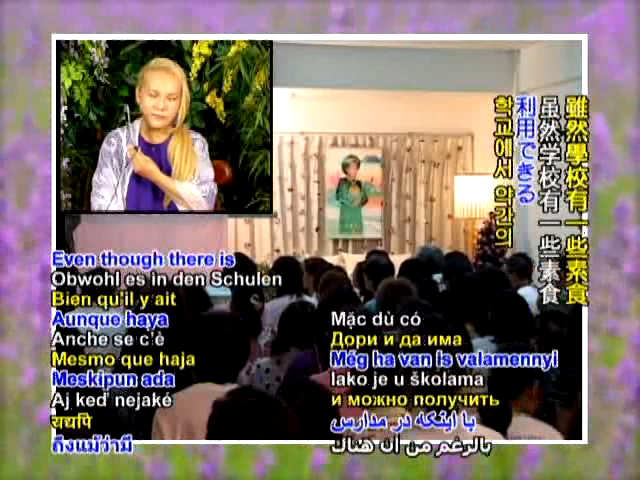 雖然學校有一些素食
虽然学校有一些素食
利用できる
학교에서 약간의
Even though there is
Obwohl es in den Schulen
Bien qu'il y ait
Aunque haya
Anche se c'è
Mesmo que haja
Meskipun ada
Aj keď nejaké
यद्यपि
ถึงแม้ว่ามี
Mặc dù có
Дори и да има
Még ha van is valamennyi
Iako je u školama
и можно получить
با اینکه در مدارس
بالرغم من أن هناك